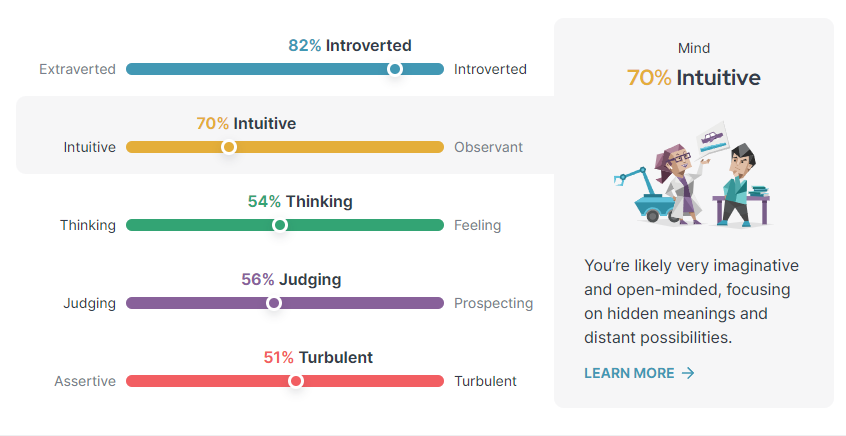 82% Introverted
Extraverted
Introverted
70% Intuitive
Intuitive
Observant
54% Thinking
Thinking
Feeling
56% Judging
Judging
Prospecting
51% Turbulent
Assertive
Turbulent
Mind
70% Intuitive
You’re likely very imaginative
and open-minded, focusing
on hidden meanings and
distant possibilities.
LEARN MORE →